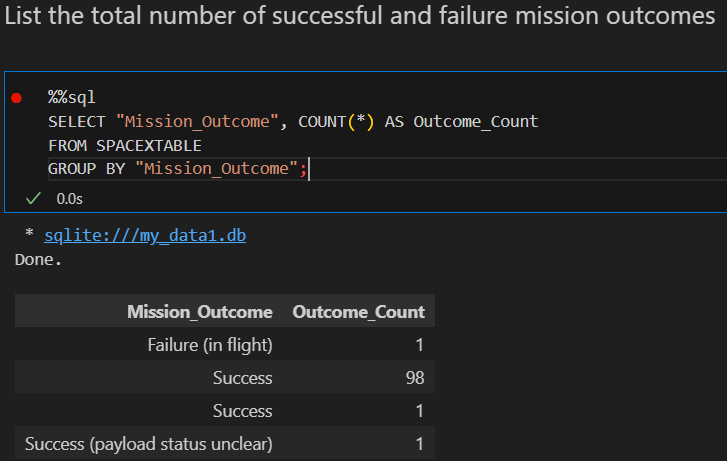 List the total number of successful and failure mission outcomes
%%sql
SELECT "Mission_Outcome", COUNT(*) AS Outcome_Count
FROM SPACEXTABLE
GROUP BY "Mission_Outcome";
0.0s
* sqlite:///my_data1.db
Done.
Mission_Outcome Outcome_Count
Failure (in flight) 1
Success 98
Success 1
Success (payload status unclear) 1